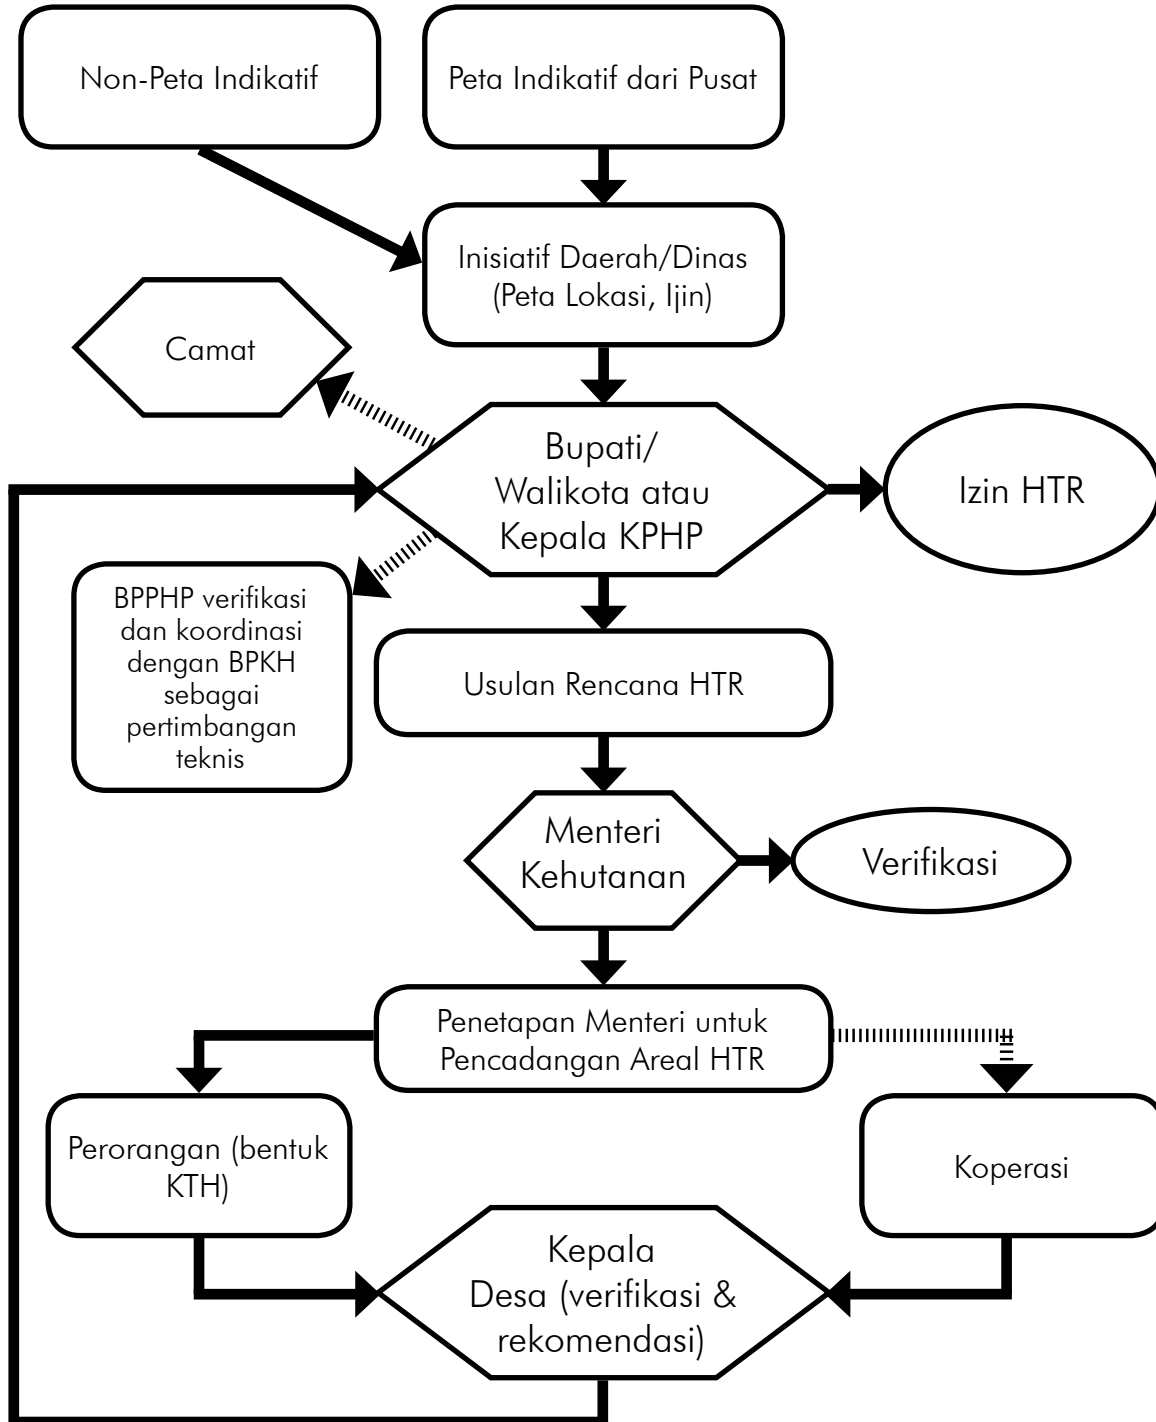 Non-Peta Indikatif
Peta Indikatif dari Pusat
Inisiatif Daerah/Dinas
(Peta Lokasi, Ijin)
Camat
Bupati/
Walikota atau
Kepala KPHP
Izin HTR
BPPHP verifikasi
dan koordinasi
dengan BPKH
sebagai
pertimbangan
teknis
Usulan Rencana HTR
Menteri
Kehutanan
Verifikasi
Penetapan Menteri untuk
Pencadangan Areal HTR
Perorangan (bentuk
KTH)
Koperasi
Kepala
Desa (verifikasi &
rekomendasi)